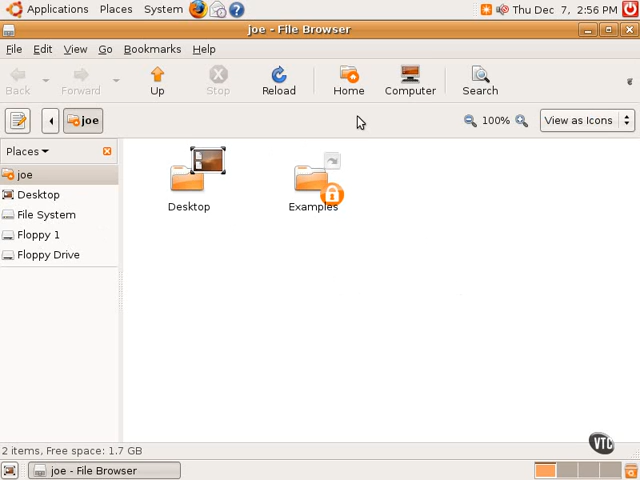 Applications Places System Thu Dec 7, 2:56 PM
joe - File Browser
File Edit View Go Bookmarks Help
Back Forward Up Stop Reload Home Computer Search
joe 100% View as Icons
Places
joe
Desktop
File System
Floppy 1
Floppy Drive
Desktop Examples
VTC
2 items, Free space: 1.7 GB
joe - File Browser